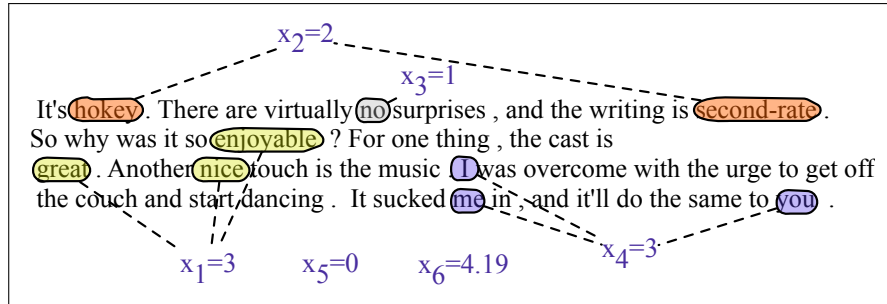 x₂=2
x₃=1
It's hokey . There are virtually no surprises , and the writing is second-rate .
So why was it so enjoyable ? For one thing , the cast is
great . Another nice touch is the music . I was overcome with the urge to get off
the couch and start dancing . It sucked me in , and it'll do the same to you .
x₁=3 x₅=0 x₆=4.19 x₄=3